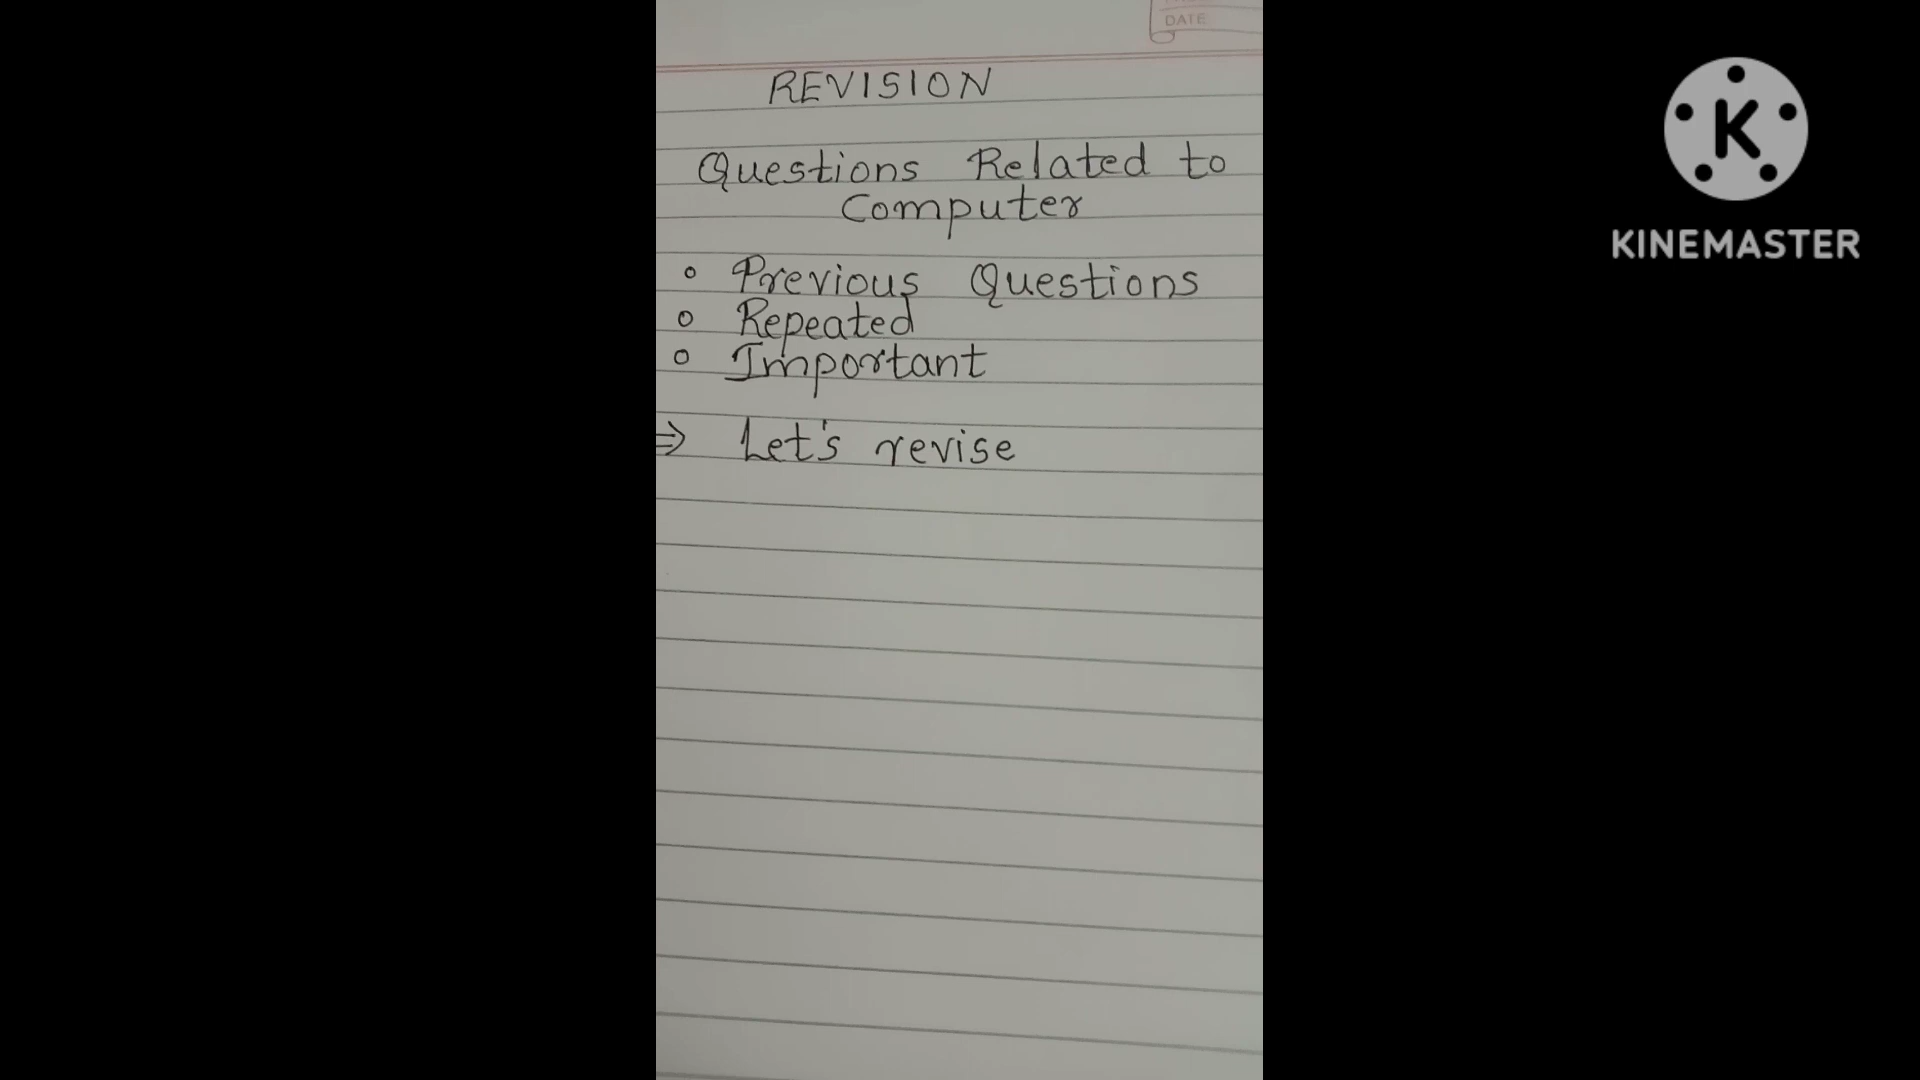 DATE
REVISION
Questions Related to
Computer
o Previous Questions
o Repeated
o Important
⇒ Let's revise
K
KINEMASTER